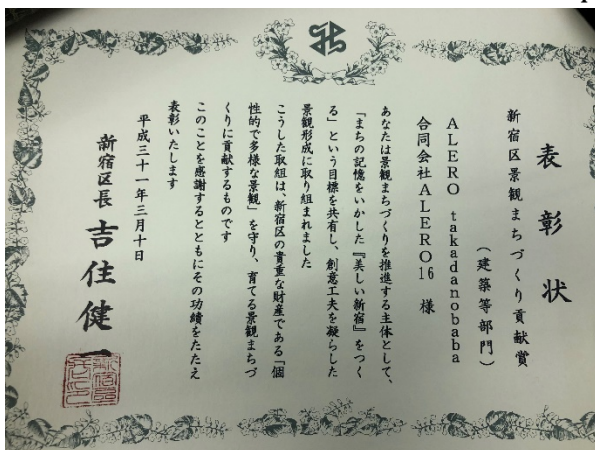 表彰状
新宿区景観まちづくり貢献賞
(建築等部門)
ALERO takadanobaba
合同会社ALERO16 様
あなたは景観まちづくりを推進する主体として、
「まちの記憶をいかした『美しい新宿』をつく
る」という目標を共有し、創意工夫を凝らした
景観形成に取り組まれました
こうした取組は、新宿区の貴重な財産である「個
性的で多様な景観」を守り、育てる景観まちづ
くりに貢献するものです
このことを感謝するとともにその功績をたたえ
表彰いたします
平成三十一年三月十日
新宿区長 吉住健一